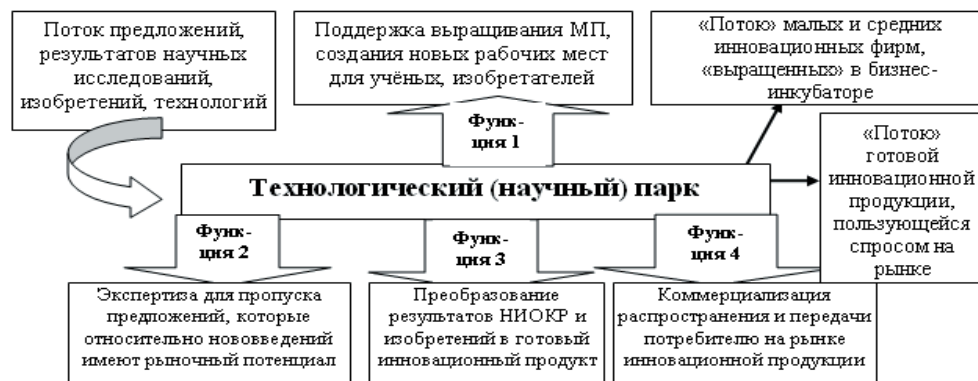 Поток предложений,
результатов научных
исследований,
изобретений, технологий
Поддержка выращивания МП,
создания новых рабочих мест
для учёных, изобретателей
«Потою» малых и средних
инновационных фирм,
«выращенных» в бизнес-
инкубаторе
Функ-
ция 1
«Потою»
готовой
инновационной
продукции,
пользующейся
спросом на
рынке
Технологический (научный) парк
Функ-
ция 2
Функ-
ция 3
Функ-
ция 4
Экспертиза для пропуска
предложений, которые
относительно нововведений
имеют рыночный потенциал
Преобразование
результатов НИОКР и
изобретений в готовый
инновационный продукт
Коммерциализация
распространения и передачи
потребителю на рынке
инновационной продукции